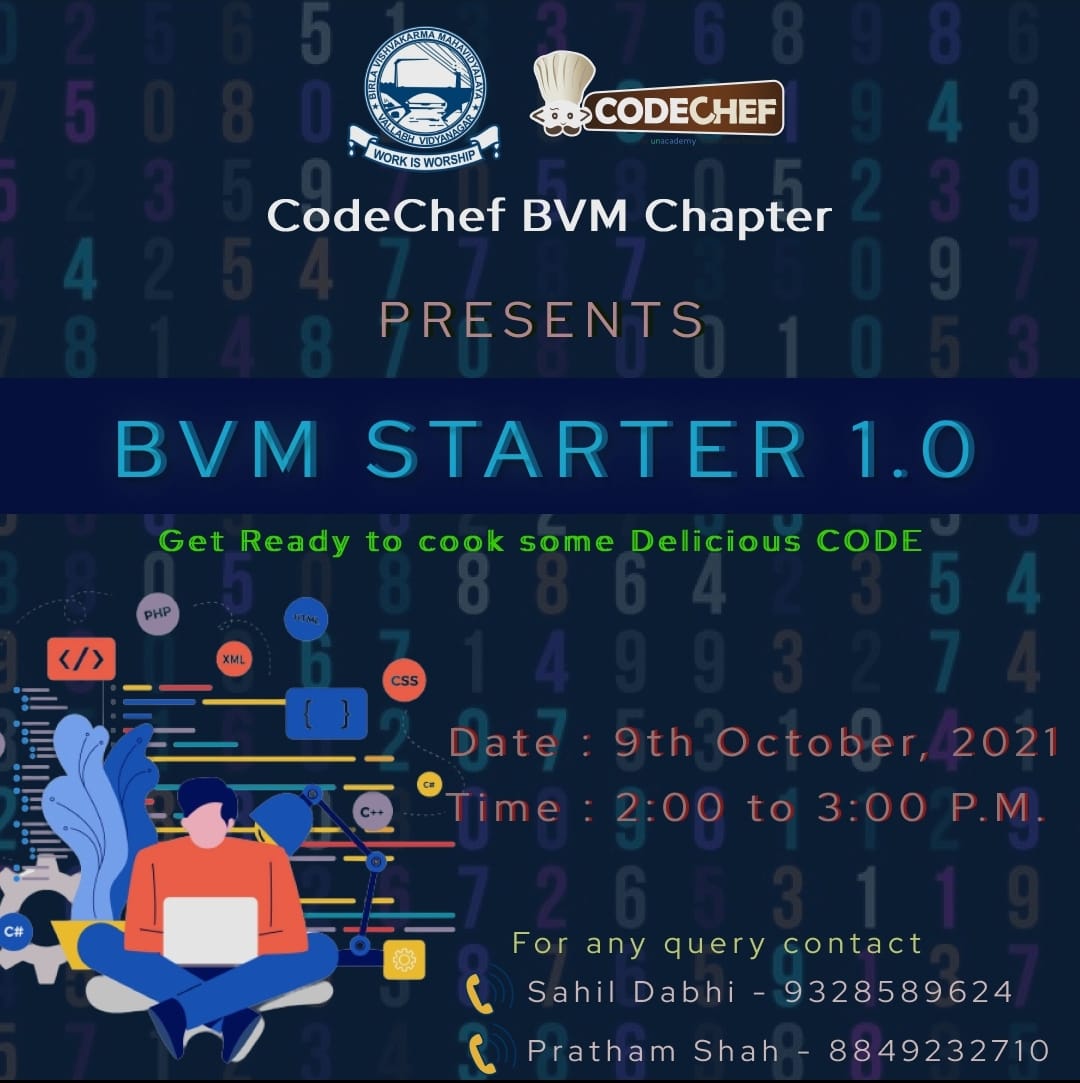 BIRLA VISHVAKARMA MAHAVIDYALAYA
★ VALLABH VIDYANAGAR ★
WORK IS WORSHIP
CODECHEF
unacademy
CodeChef BVM Chapter
PRESENTS
BVM STARTER 1.0
Get Ready to cook some Delicious CODE
PHP
HTML
</>
XML
CSS
{ }
C#
C++
C#
Date : 9th October, 2021
Time : 2:00 to 3:00 P.M.
For any query contact
Sahil Dabhi - 9328589624
Pratham Shah - 8849232710